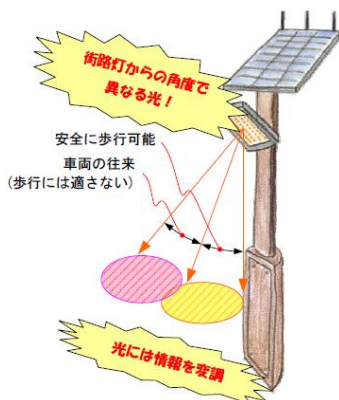 街路灯からの角度で
異なる光！
安全に歩行可能
車両の往来
(歩行には適さない)
光には情報を変調